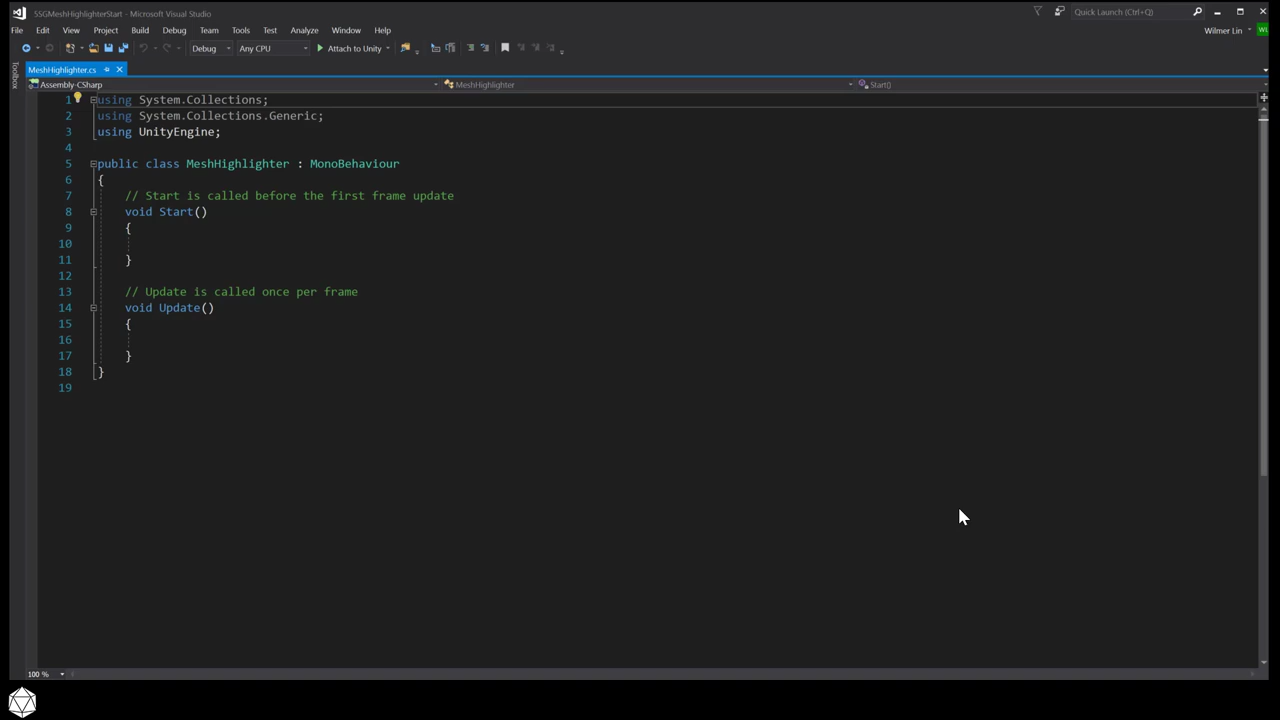 5SGMeshHighlighterStart - Microsoft Visual Studio
Quick Launch (Ctrl+Q)
File Edit View Project Build Debug Team Tools Test Analyze Window Help
Wilmer Lin WL
Debug Any CPU Attach to Unity
Toolbox
MeshHighlighter.cs
Assembly-CSharp MeshHighlighter Start()
1 using System.Collections;
2 using System.Collections.Generic;
3 using UnityEngine;
4
5 public class MeshHighlighter : MonoBehaviour
6 {
7 // Start is called before the first frame update
8 void Start()
9 {
10
11 }
12
13 // Update is called once per frame
14 void Update()
15 {
16
17 }
18 }
19
100 %